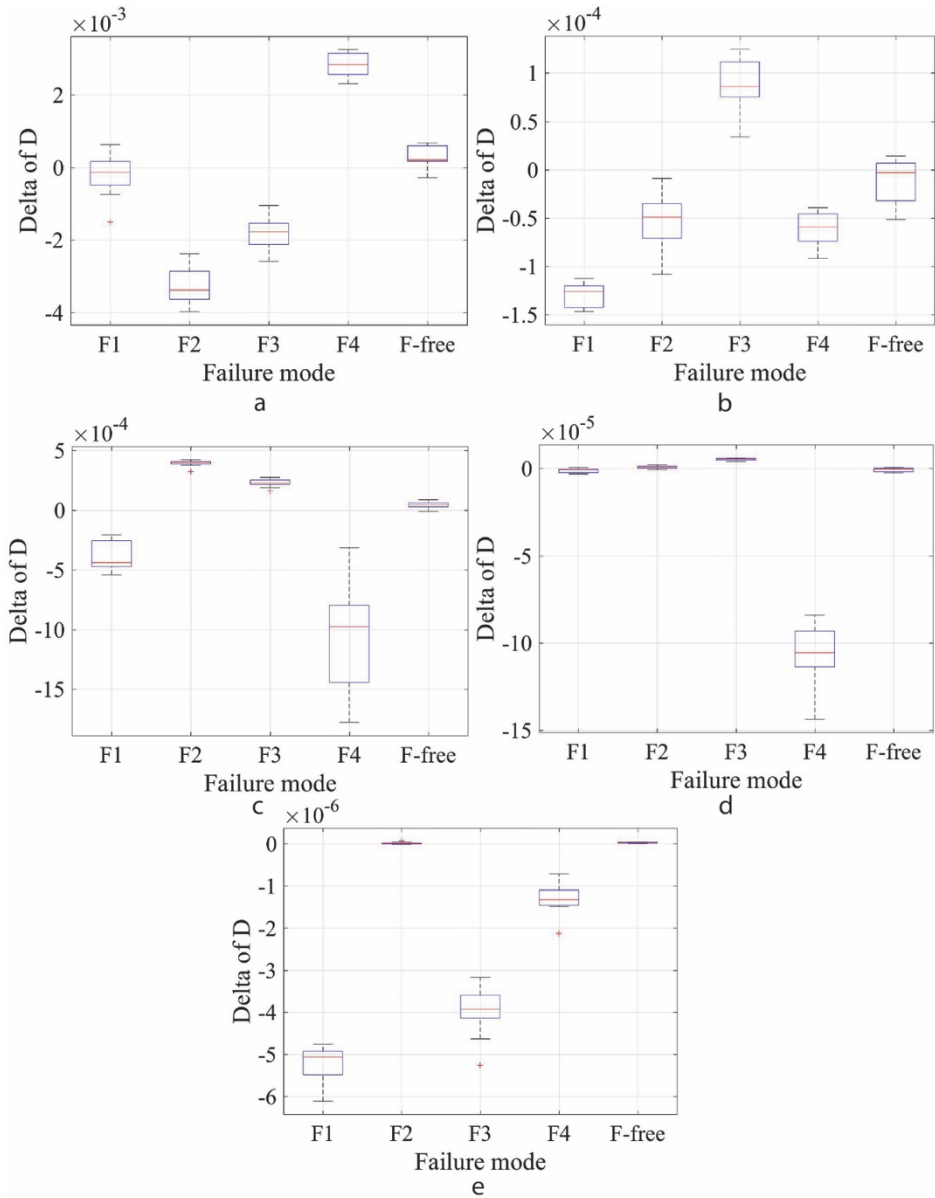 ×10-3
2
0
-2
-4
Delta of D
F1 F2 F3 F4 F-free
Failure mode
a
×10-4
1
0.5
0
-0.5
-1
-1.5
Delta of D
F1 F2 F3 F4 F-free
Failure mode
b
×10-4
5
0
-5
-10
-15
Delta of D
F1 F2 F3 F4 F-free
Failure mode
c
×10-5
0
-5
-10
-15
Delta of D
F1 F2 F3 F4 F-free
Failure mode
d
×10-6
0
-1
-2
-3
-4
-5
-6
Delta of D
F1 F2 F3 F4 F-free
Failure mode
e